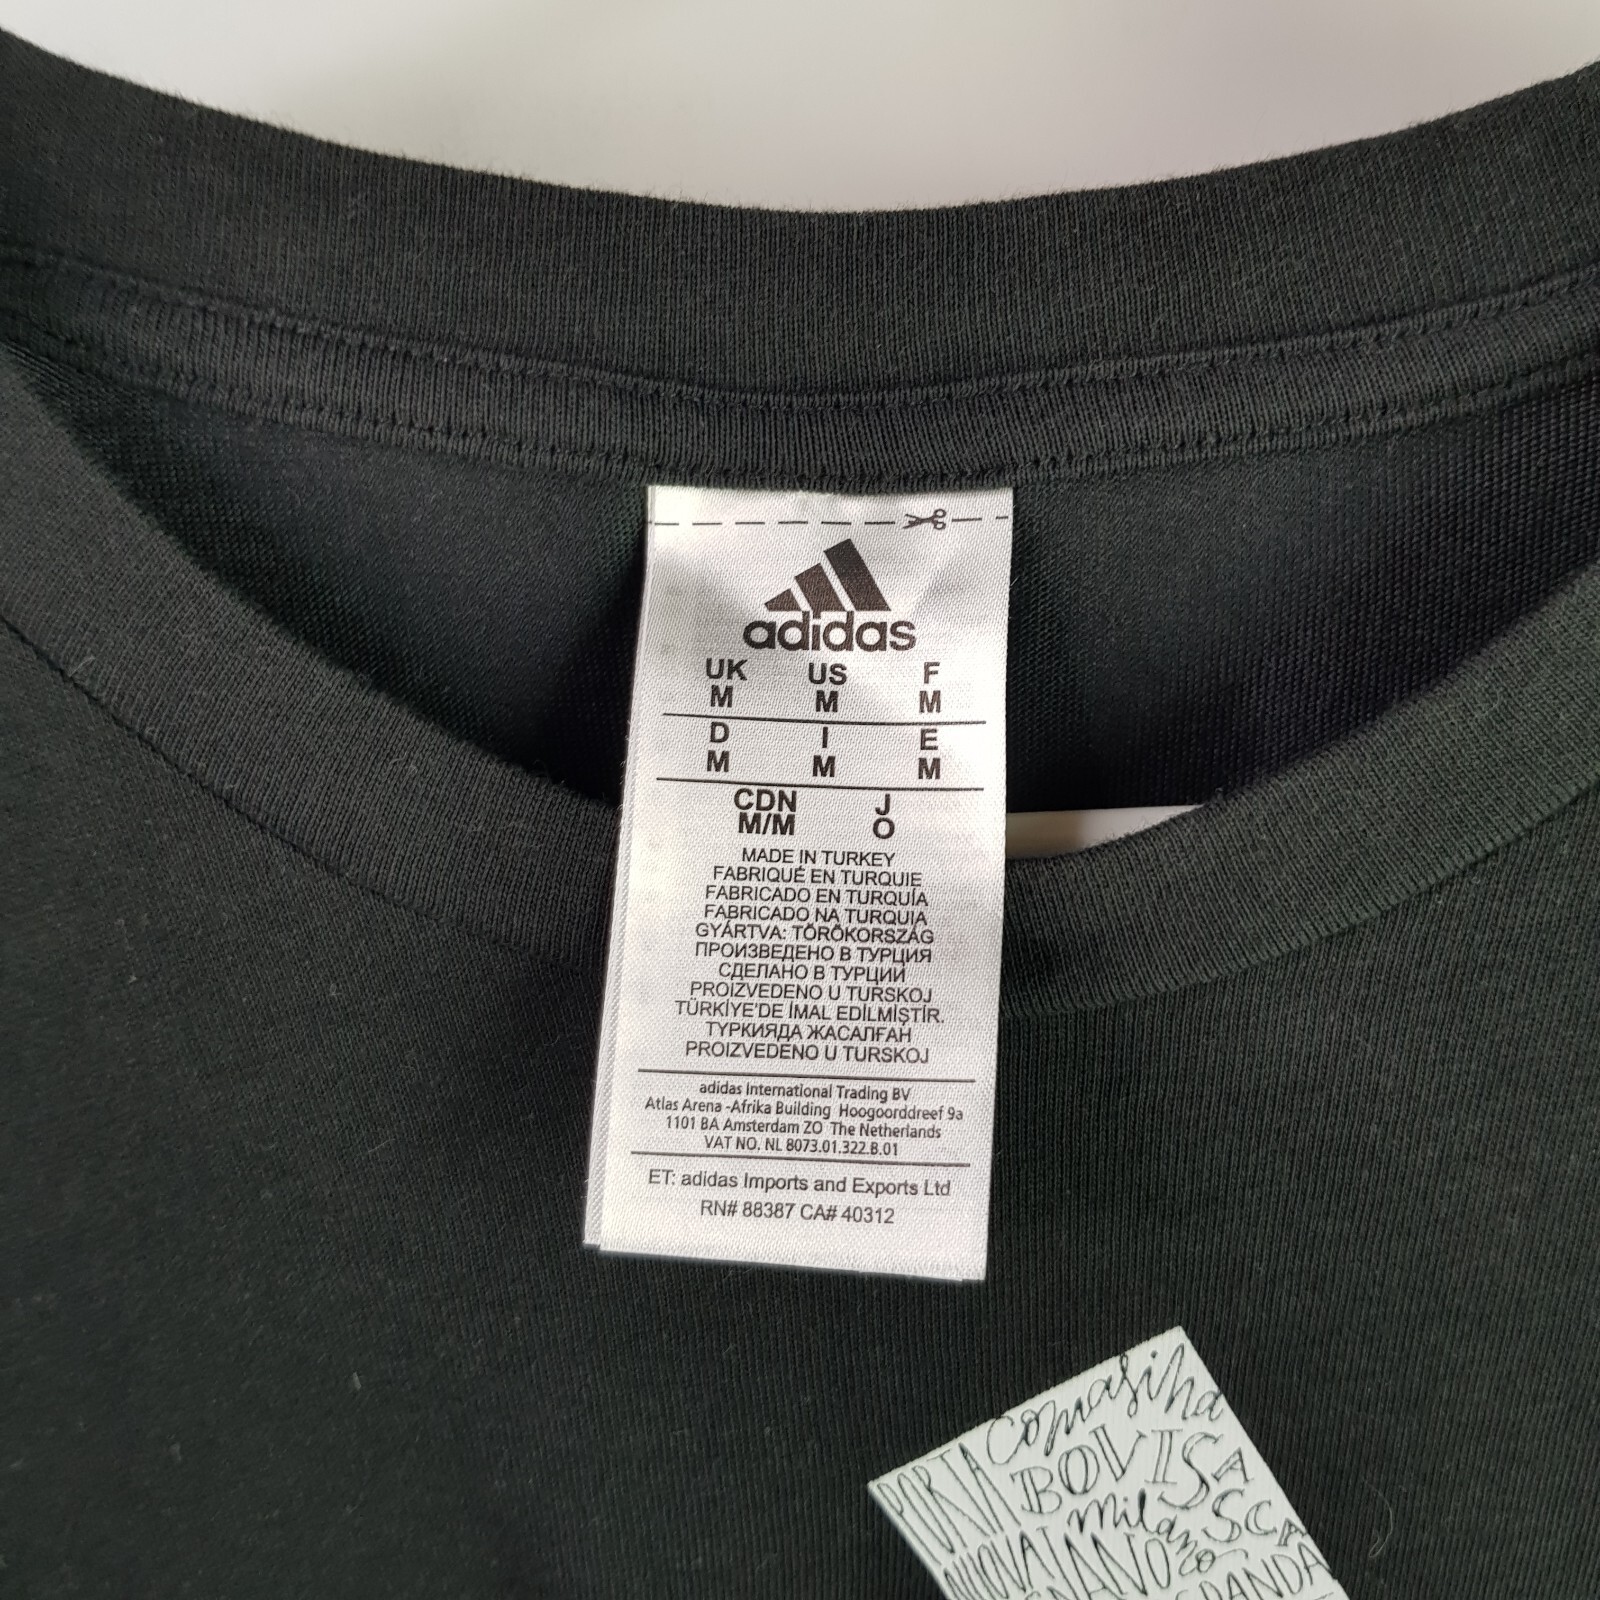 adidas
UK US F
M M M
D I E
M M M
CDN J
M/M O
MADE IN TURKEY
FABRIQUÉ EN TURQUIE
FABRICADO EN TURQUÍA
FABRICADO NA TURQUIA
GYÁRTVA: TÖRÖKORSZÁG
ПРОИЗВЕДЕНО В ТУРЦИЯ
СДЕЛАНО В ТУРЦИИ
PROIZVEDENO U TURSKOJ
TÜRKİYE'DE İMAL EDİLMİŞTİR.
ТҮРКИЯДА ЖАСАЛҒАН
PROIZVEDENO U TURSKOJ
adidas International Trading BV
Atlas Arena -Afrika Building Hoogoorddreef 9a
1101 BA Amsterdam ZO The Netherlands
VAT NO. NL 8073.01.322.B.01
ET: adidas Imports and Exports Ltd
RN# 88387 CA# 40312
Comasina
PORTA BOVISA
milano